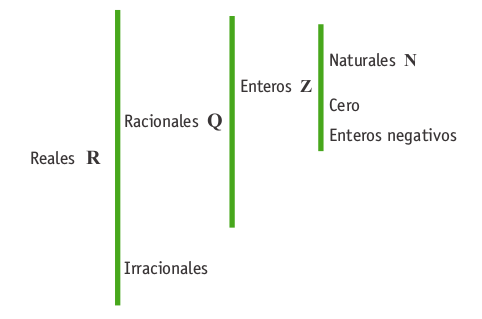 Naturales N
Enteros Z
Cero
Racionales Q
Enteros negativos
Reales R
Irracionales